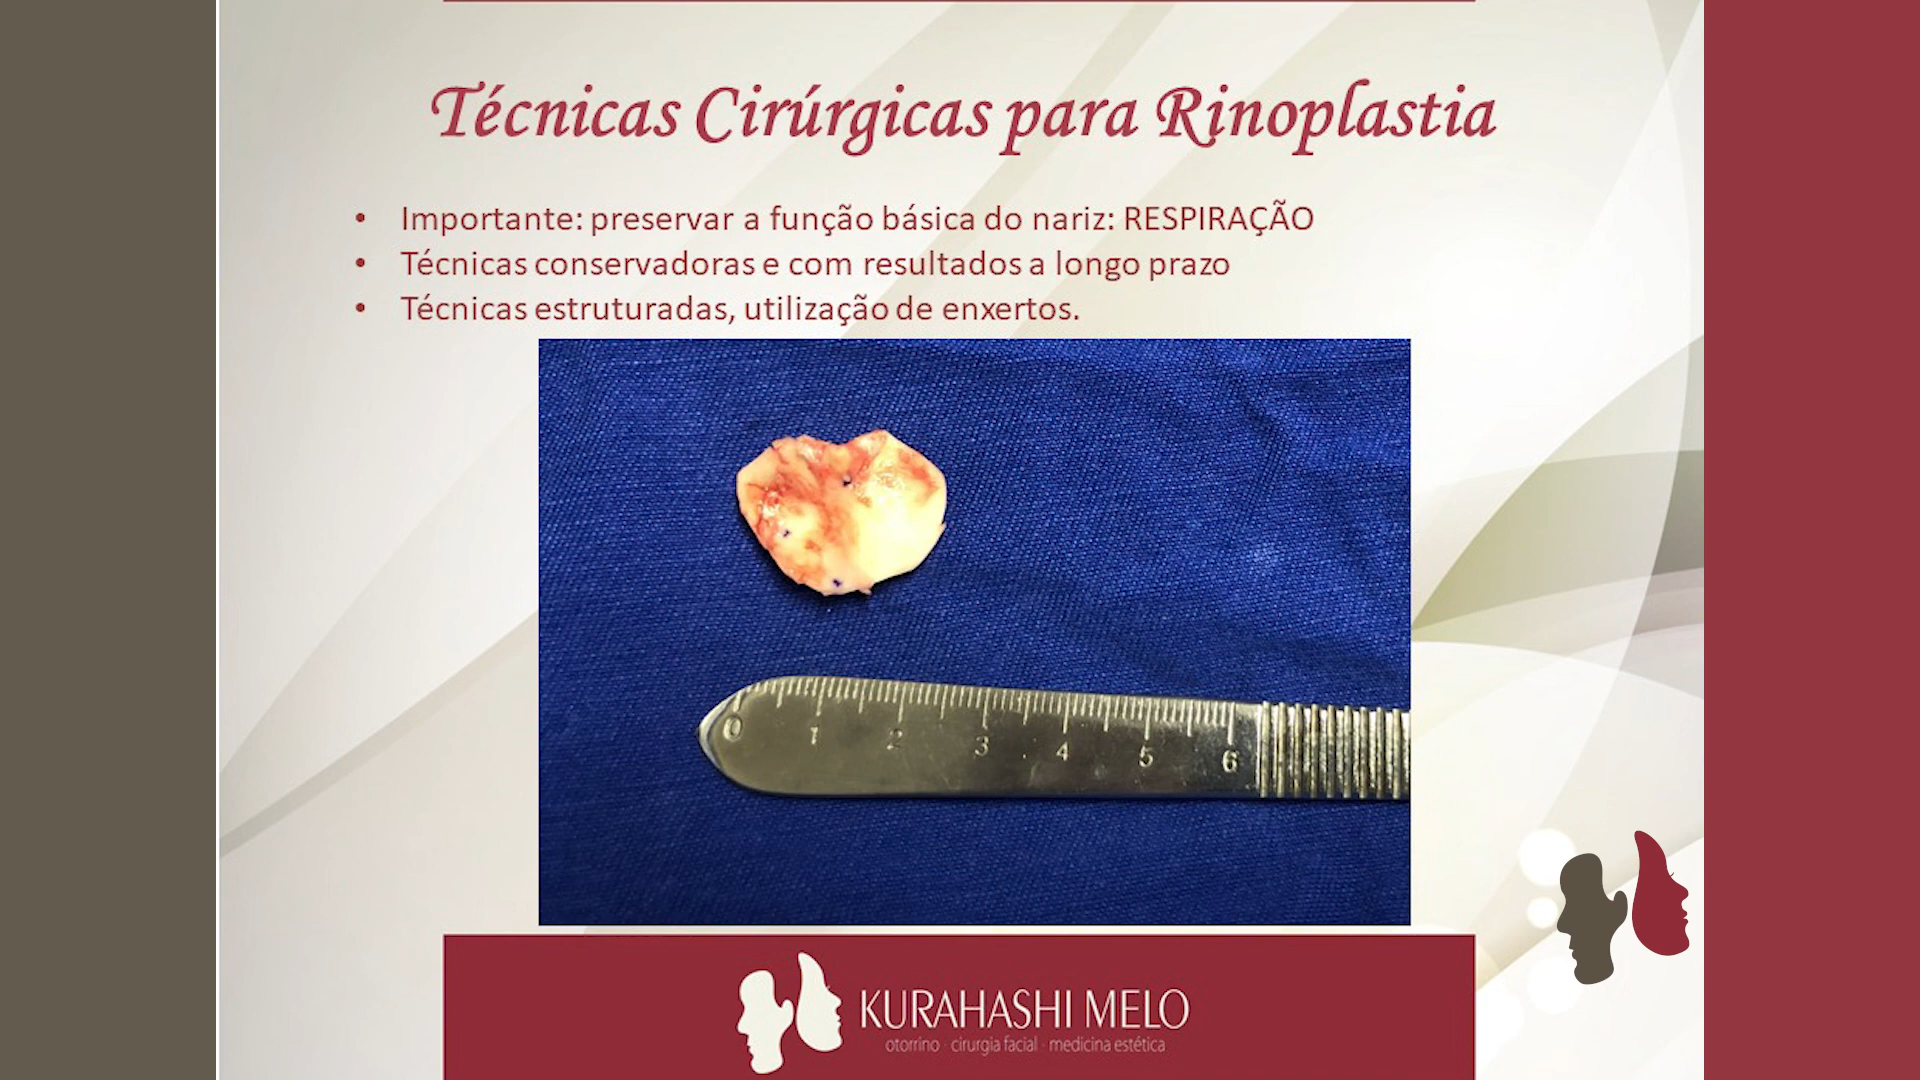 Técnicas Cirúrgicas para Rinoplastia
• Importante: preservar a função básica do nariz: RESPIRAÇÃO
• Técnicas conservadoras e com resultados a longo prazo
• Técnicas estruturadas, utilização de enxertos.
0 1 2 3 4 5 6
KURAHASHI MELO
otorrino · cirurgia facial · medicina estética